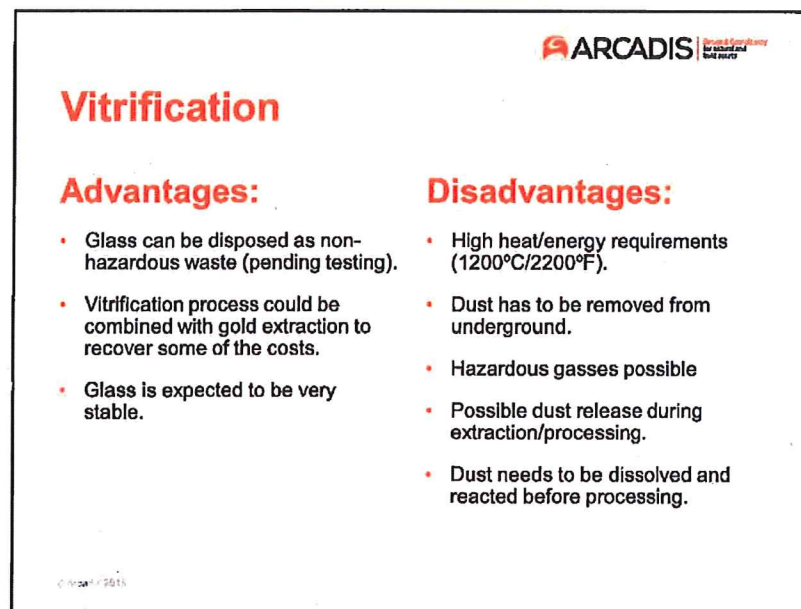 ARCADIS
Vitrification
Advantages:
• Glass can be disposed as non-
hazardous waste (pending testing).
• Vitrification process could be
combined with gold extraction to
recover some of the costs.
• Glass is expected to be very
stable.
Disadvantages:
• High heat/energy requirements
(1200ºC/2200ºF).
• Dust has to be removed from
underground.
• Hazardous gasses possible
• Possible dust release during
extraction/processing.
• Dust needs to be dissolved and
reacted before processing.